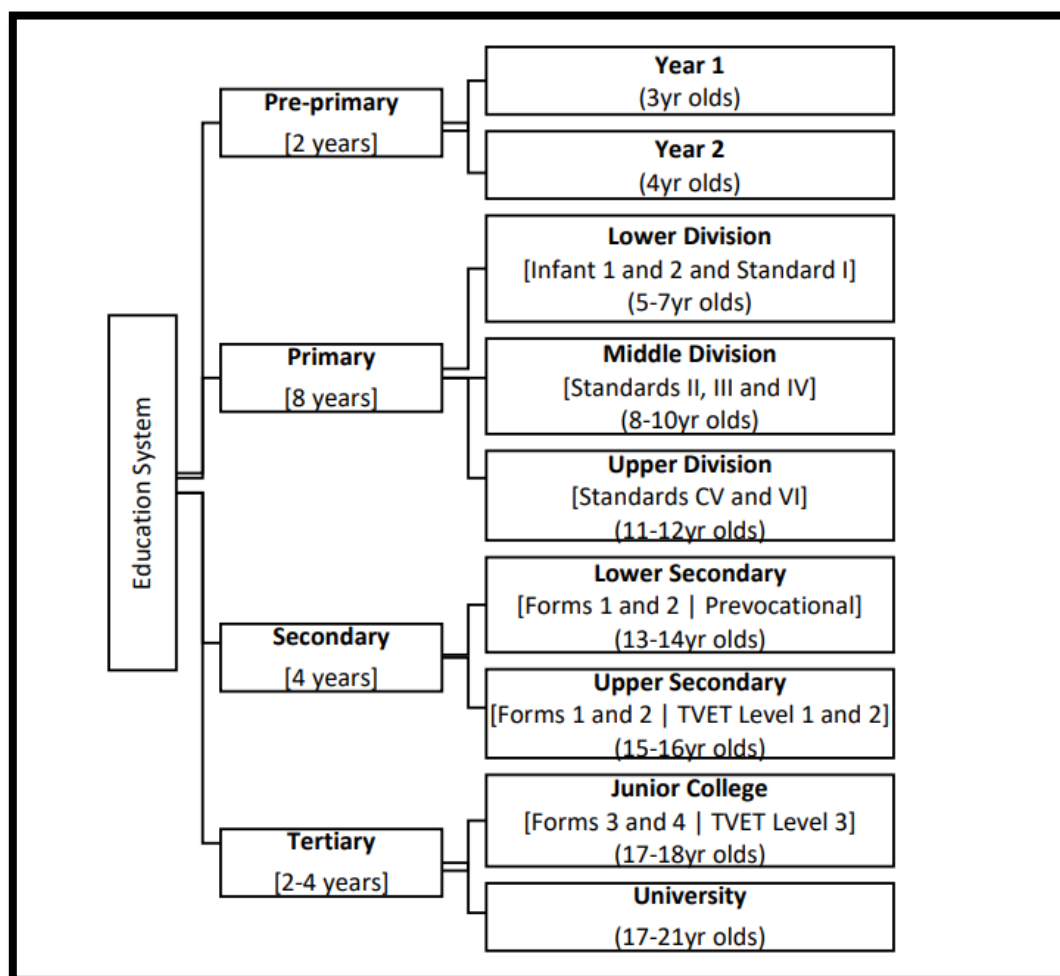 Education System
Pre-primary
[2 years]
Year 1
(3yr olds)
Year 2
(4yr olds)
Primary
[8 years]
Lower Division
[Infant 1 and 2 and Standard I]
(5-7yr olds)
Middle Division
[Standards II, III and IV]
(8-10yr olds)
Upper Division
[Standards CV and VI]
(11-12yr olds)
Secondary
[4 years]
Lower Secondary
[Forms 1 and 2 | Prevocational]
(13-14yr olds)
Upper Secondary
[Forms 1 and 2 | TVET Level 1 and 2]
(15-16yr olds)
Tertiary
[2-4 years]
Junior College
[Forms 3 and 4 | TVET Level 3]
(17-18yr olds)
University
(17-21yr olds)